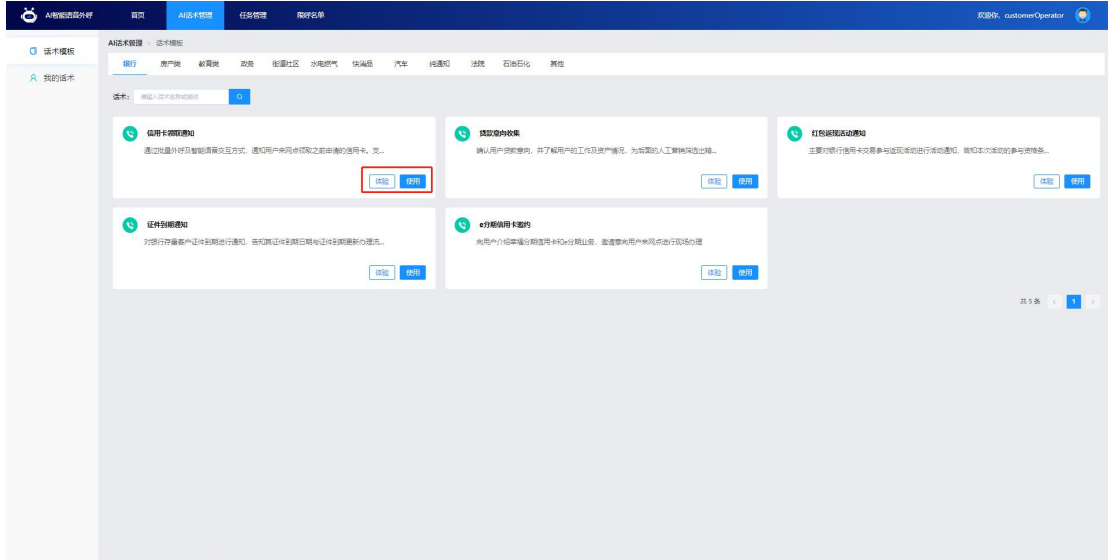 AI智能语音外呼 首页 AI话术管理 任务管理 限呼名单 欢迎你, customerOperator
话术模板
我的话术
AI话术管理 > 话术模板
银行 房产类 教育类 政务 街道社区 水电燃气 快消品 汽车 纯通知 法院 石油石化 其他
话术: 请输入话术名称或描述
信用卡领取通知
通过批量外呼及智能语音交互方式, 通知用户来网点领取之前申请的信用卡。支...
体验 使用
贷款意向收集
确认用户贷款意向, 并了解用户的工作及资产情况, 为后面的人工营销筛选出精...
体验 使用
红包返现活动通知
主要对银行信用卡交易参与返现活动进行活动通知, 告知本次活动的参与资格条...
体验 使用
证件到期通知
对银行存量客户证件到期进行通知, 告知其证件到期日期与证件到期更新办理流...
体验 使用
e分期信用卡邀约
向用户介绍幸福分期信用卡和e分期业务, 邀请意向用户来网点进行现场办理
体验 使用
共 5 条 < 1 >